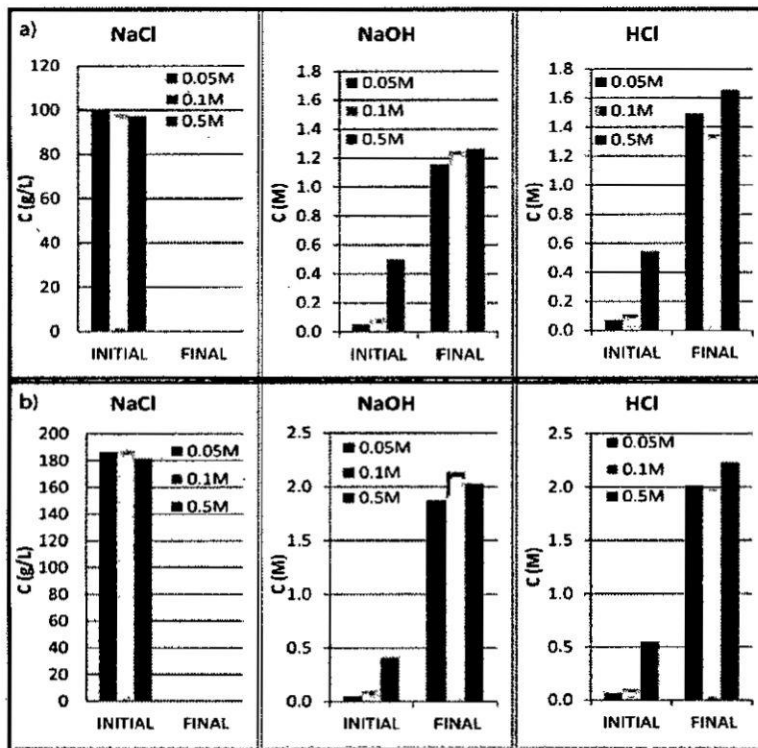 a)
NaCl
C (g/L)
120
100
80
60
40
20
0
0.05M
0.1M
0.5M
INITIAL FINAL
NaOH
C (M)
1.8
1.6
1.4
1.2
1.0
0.8
0.6
0.4
0.2
0.0
0.05M
0.1M
0.5M
INITIAL FINAL
HCl
C (M)
1.8
1.6
1.4
1.2
1.0
0.8
0.6
0.4
0.2
0.0
0.05M
0.1M
0.5M
INITIAL FINAL
b)
NaCl
C (g/L)
200
180
160
140
120
100
80
60
40
20
0
0.05M
0.1M
0.5M
INITIAL FINAL
NaOH
C (M)
2.5
2.0
1.5
1.0
0.5
0.0
0.05M
0.1M
0.5M
INITIAL FINAL
HCl
C (M)
2.5
2.0
1.5
1.0
0.5
0.0
0.05M
0.1M
0.5M
INITIAL FINAL